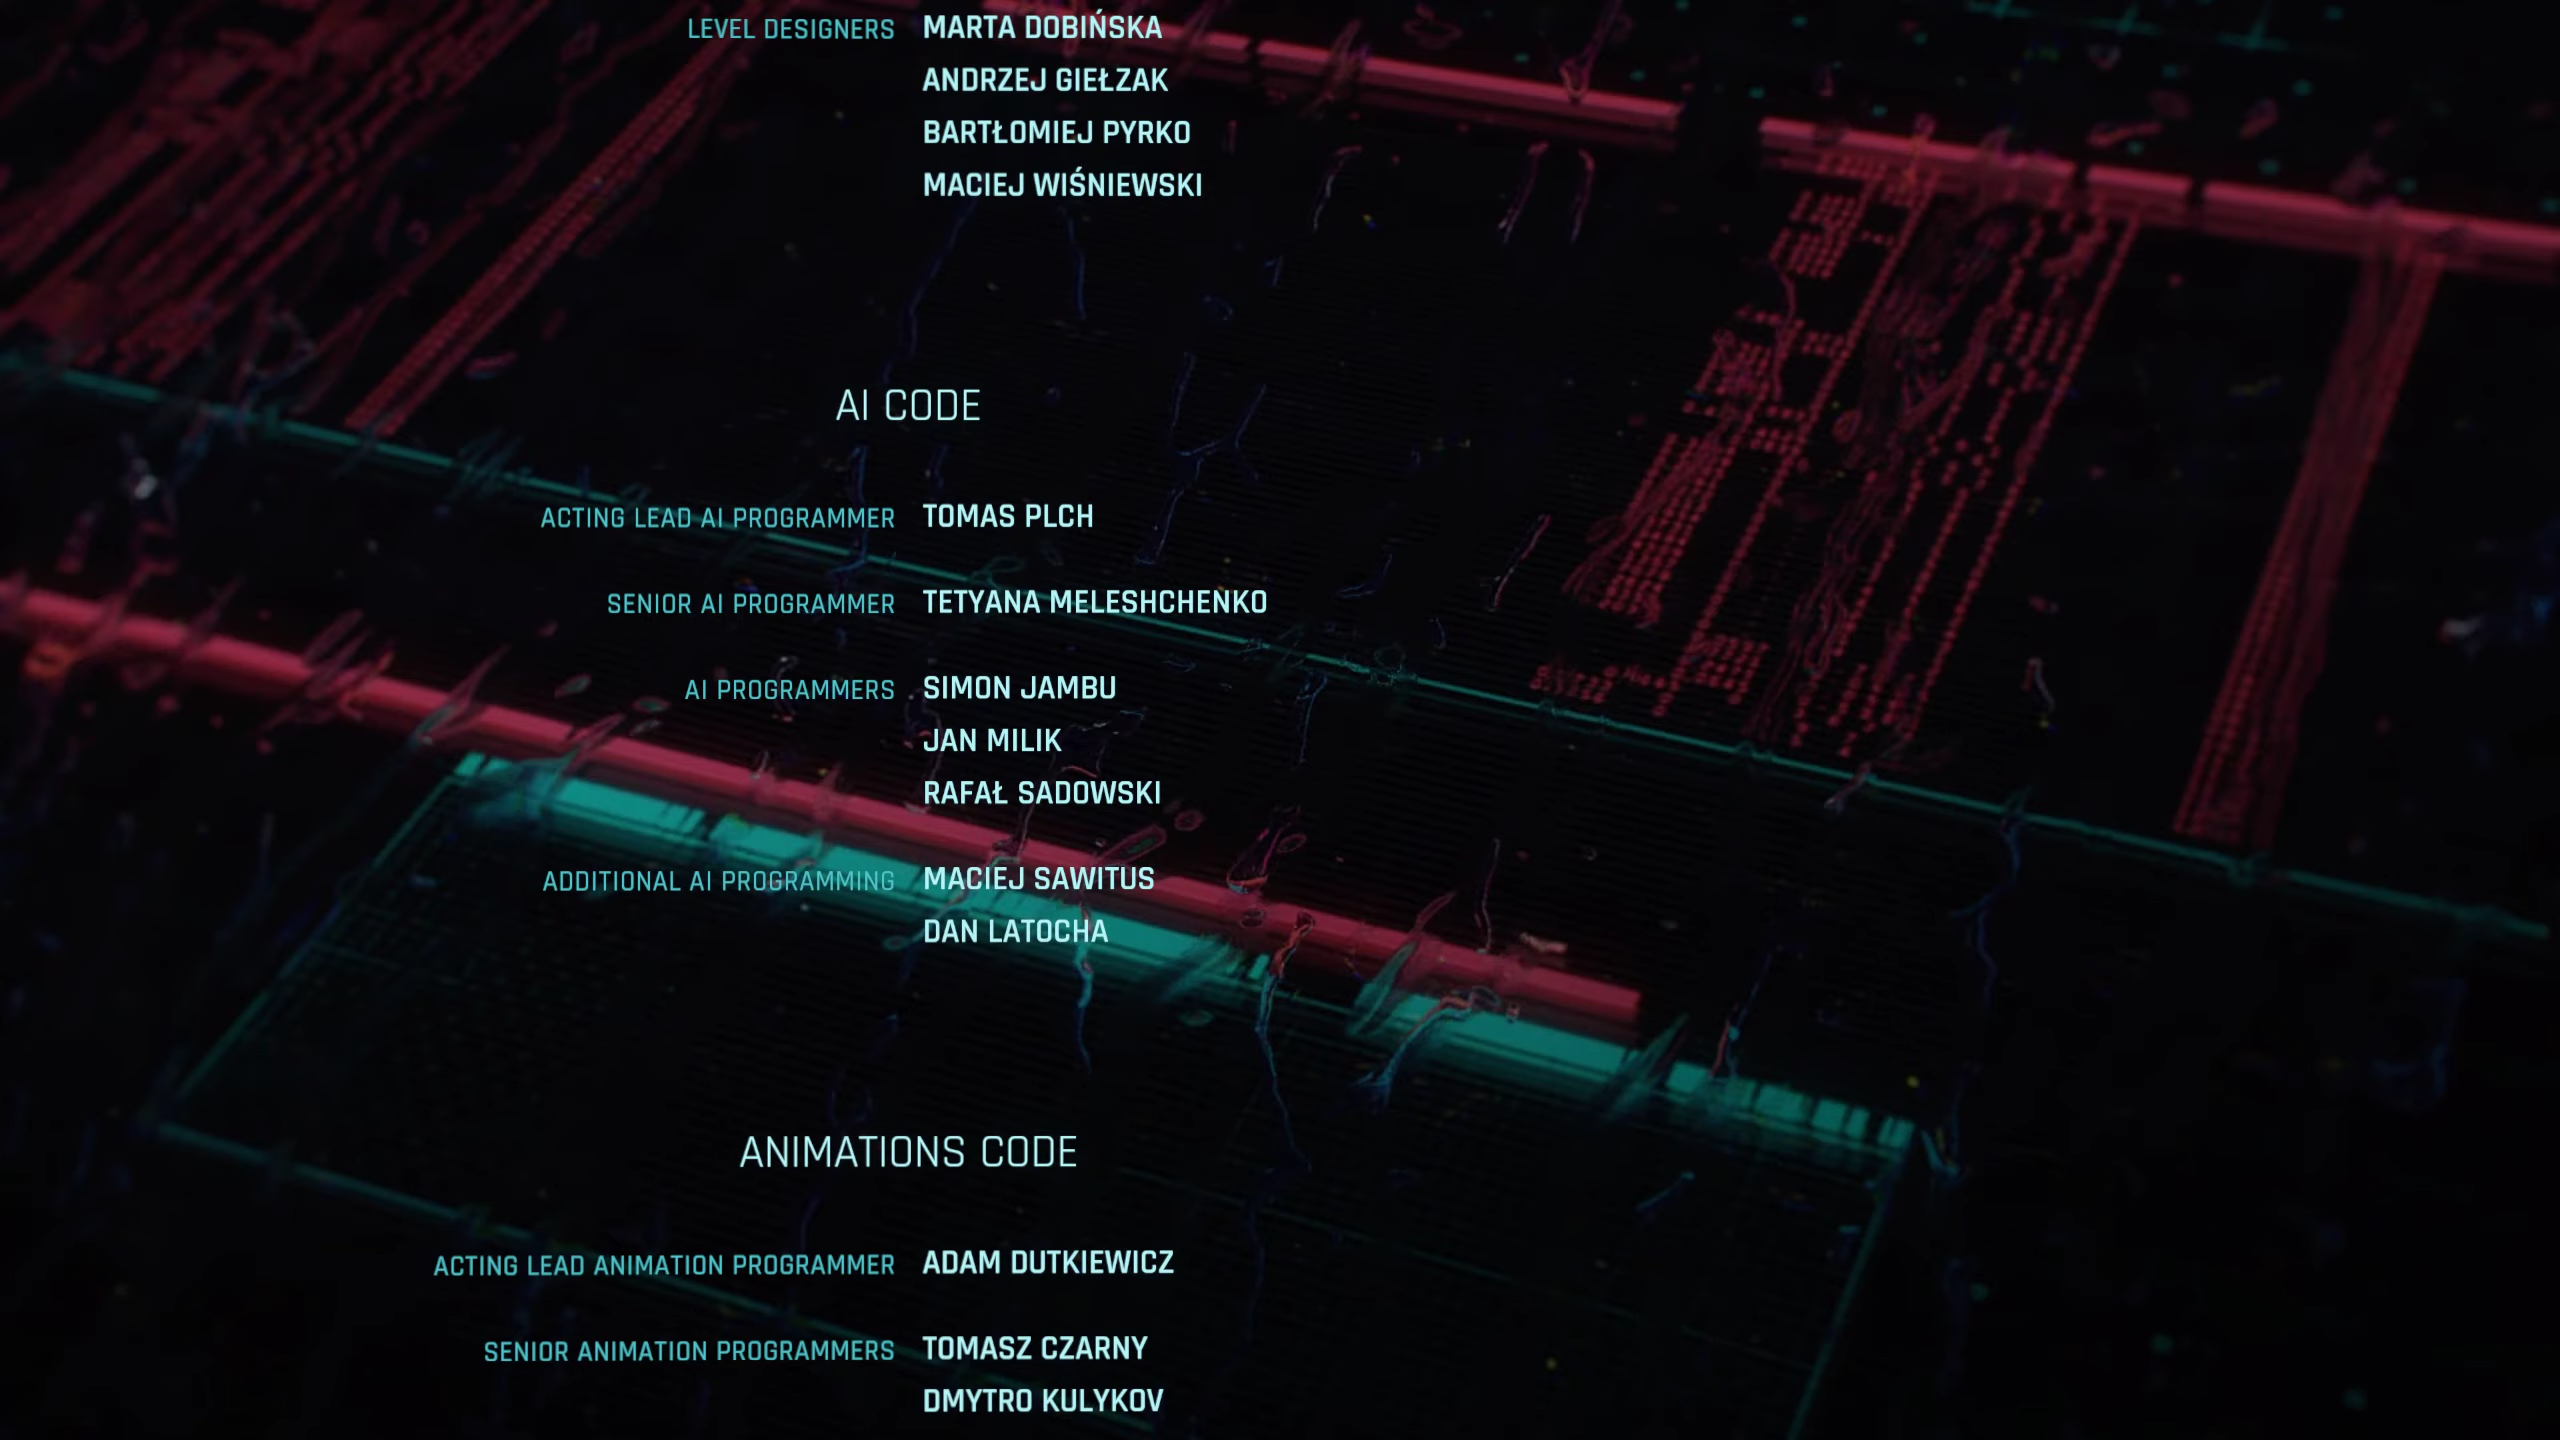 LEVEL DESIGNERS MARTA DOBIŃSKA
ANDRZEJ GIEŁZAK
BARTŁOMIEJ PYRKO
MACIEJ WIŚNIEWSKI
AI CODE
ACTING LEAD AI PROGRAMMER TOMAS PLCH
SENIOR AI PROGRAMMER TETYANA MELESHCHENKO
AI PROGRAMMERS SIMON JAMBU
JAN MILIK
RAFAŁ SADOWSKI
ADDITIONAL AI PROGRAMMING MACIEJ SAWITUS
DAN LATOCHA
ANIMATIONS CODE
ACTING LEAD ANIMATION PROGRAMMER ADAM DUTKIEWICZ
SENIOR ANIMATION PROGRAMMERS TOMASZ CZARNY
DMYTRO KULYKOV